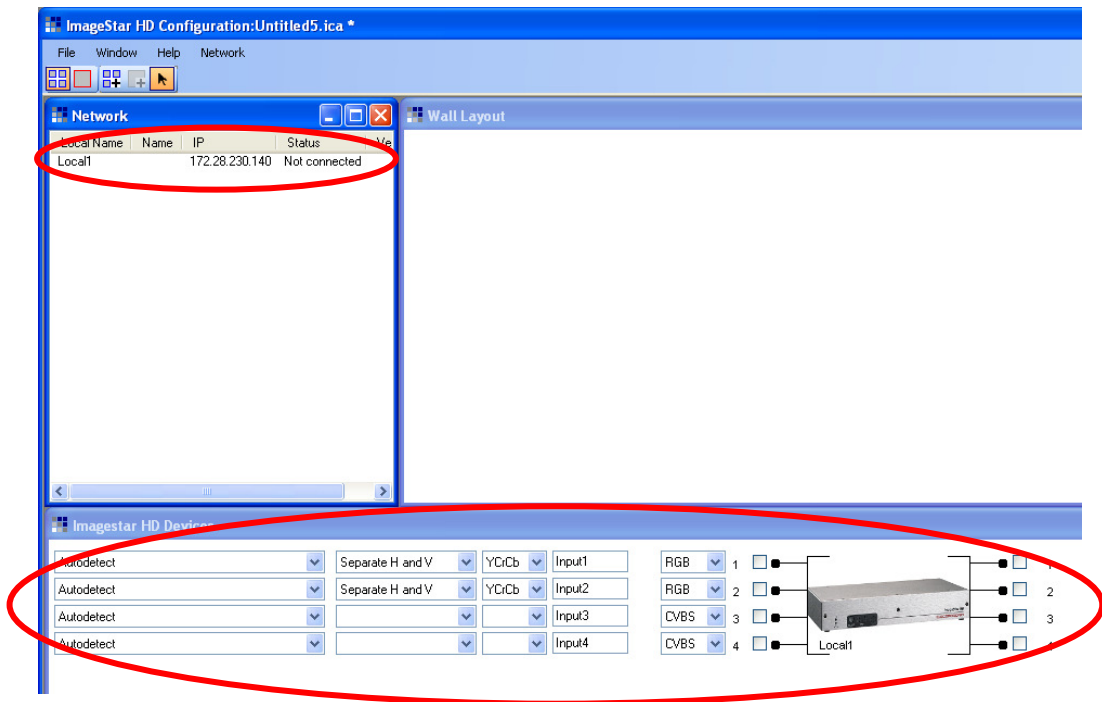 ImageStar HD Configuration:Untitled5.ica *
File Window Help Network
Network
Wall Layout
Local Name Name IP Status Ve
Local1 172.28.230.140 Not connected
Imagestar HD Devices
Autodetect Separate H and V YCrCb Input1 RGB 1 1
Autodetect Separate H and V YCrCb Input2 RGB 2 2
Autodetect Input3 CVBS 3 3
Autodetect Input4 CVBS 4 4
Local1